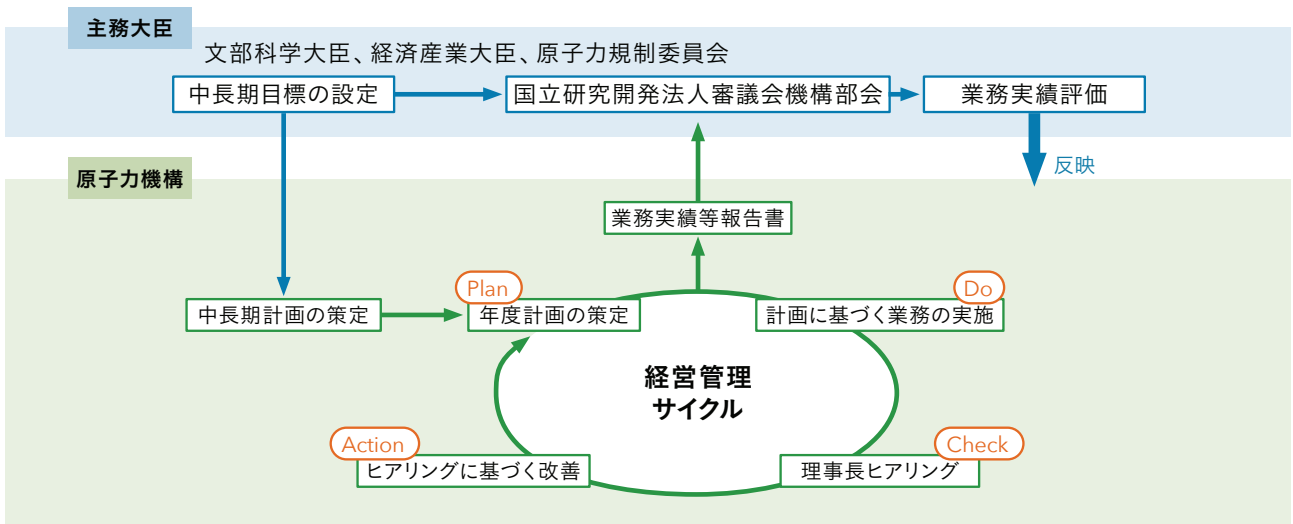 主務大臣
文部科学大臣、経済産業大臣、原子力規制委員会
中長期目標の設定
国立研究開発法人審議会機構部会
業務実績評価
反映
原子力機構
業務実績等報告書
中長期計画の策定
Plan
年度計画の策定
Do
計画に基づく業務の実施
経営管理
サイクル
Action
ヒアリングに基づく改善
Check
理事長ヒアリング